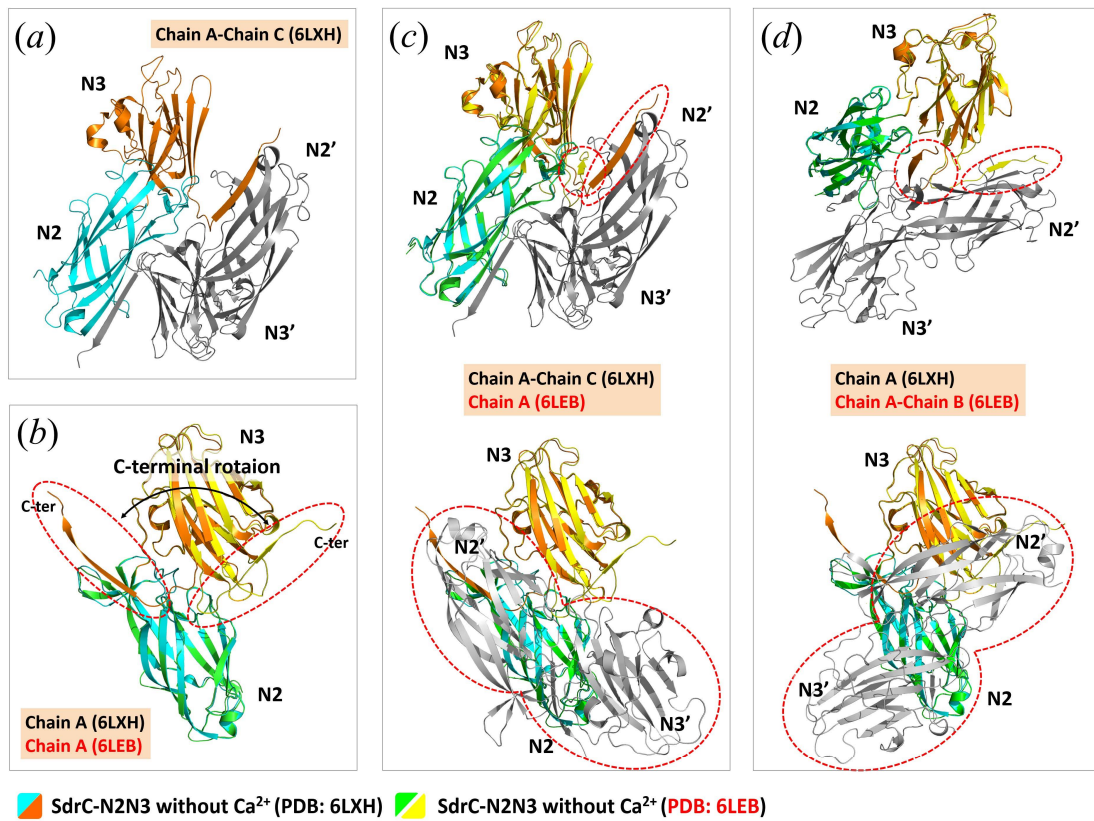 (a)
Chain A-Chain C (6LXH)
N3
N2'
N2
N3'
(b)
N3
C-terminal rotaion
C-ter
C-ter
N2
Chain A (6LXH)
Chain A (6LEB)
(c)
N3
N2'
N2
N3'
Chain A-Chain C (6LXH)
Chain A (6LEB)
N3
N2'
N2
N3'
(d)
N3
N2
N2'
N3'
Chain A (6LXH)
Chain A-Chain B (6LEB)
N3
N2'
N3'
N2
SdrC-N2N3 without Ca²⁺ (PDB: 6LXH)
SdrC-N2N3 without Ca²⁺ (PDB: 6LEB)